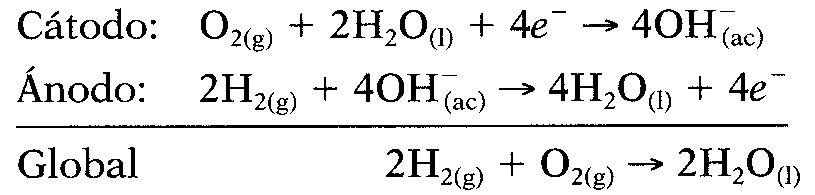 Cátodo: O₂(g) + 2H₂O(l) + 4e⁻ → 4OH⁻(ac)
Ánodo: 2H₂(g) + 4OH⁻(ac) → 4H₂O(l) + 4e⁻
Global 2H₂(g) + O₂(g) → 2H₂O(l)